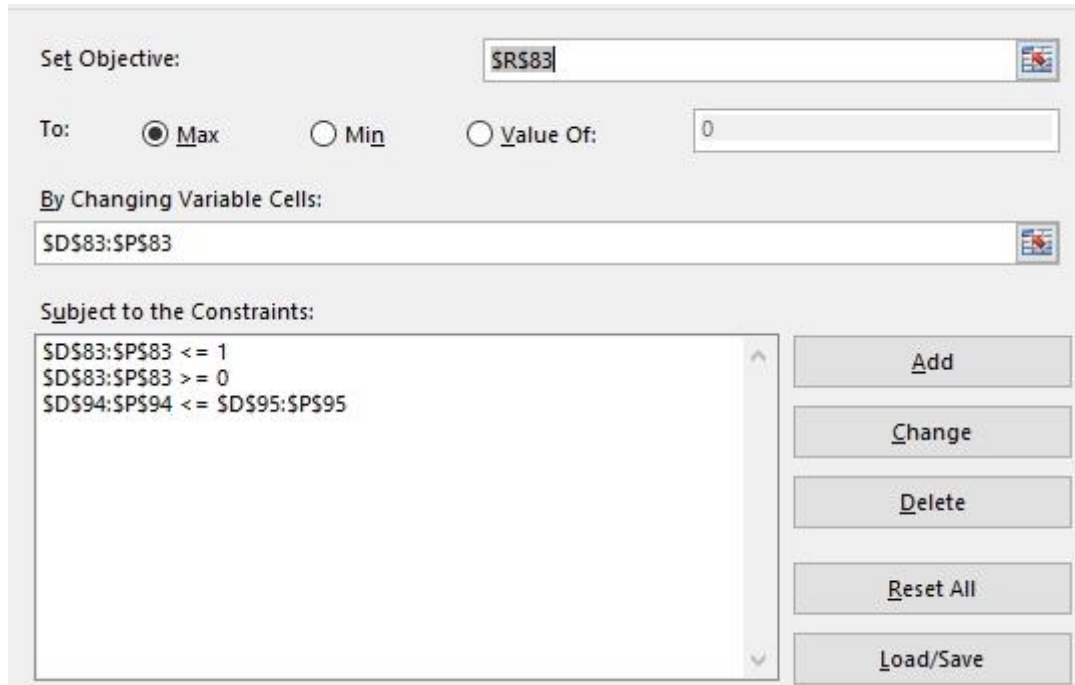 Set Objective:
$R$83
To:
Max
Min
Value Of:
0
By Changing Variable Cells:
$D$83:$P$83
Subject to the Constraints:
$D$83:$P$83 <= 1
$D$83:$P$83 >= 0
$D$94:$P$94 <= $D$95:$P$95
Add
Change
Delete
Reset All
Load/Save